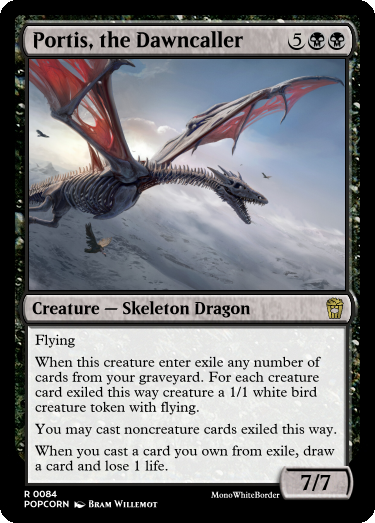 Portis, the Dawncaller 5
Creature — Skeleton Dragon
Flying
When this creature enter exile any number of
cards from your graveyard. For each creature
card exiled this way creature a 1/1 white bird
creature token with flying.
You may cast noncreature cards exiled this way.
When you cast a card you own from exile, draw
a card and lose 1 life.
7/7
R 0084
POPCORN Bram Willemot
MonoWhiteBorder